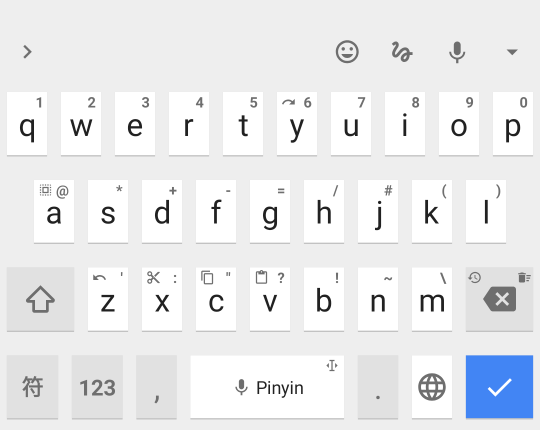 1 2 3 4 5 6 7 8 9 0
q w e r t y u i o p
@ * + - = / # ( )
a s d f g h j k l
' : " ? ! ~ \
z x c v b n m
符 123 , Pinyin .